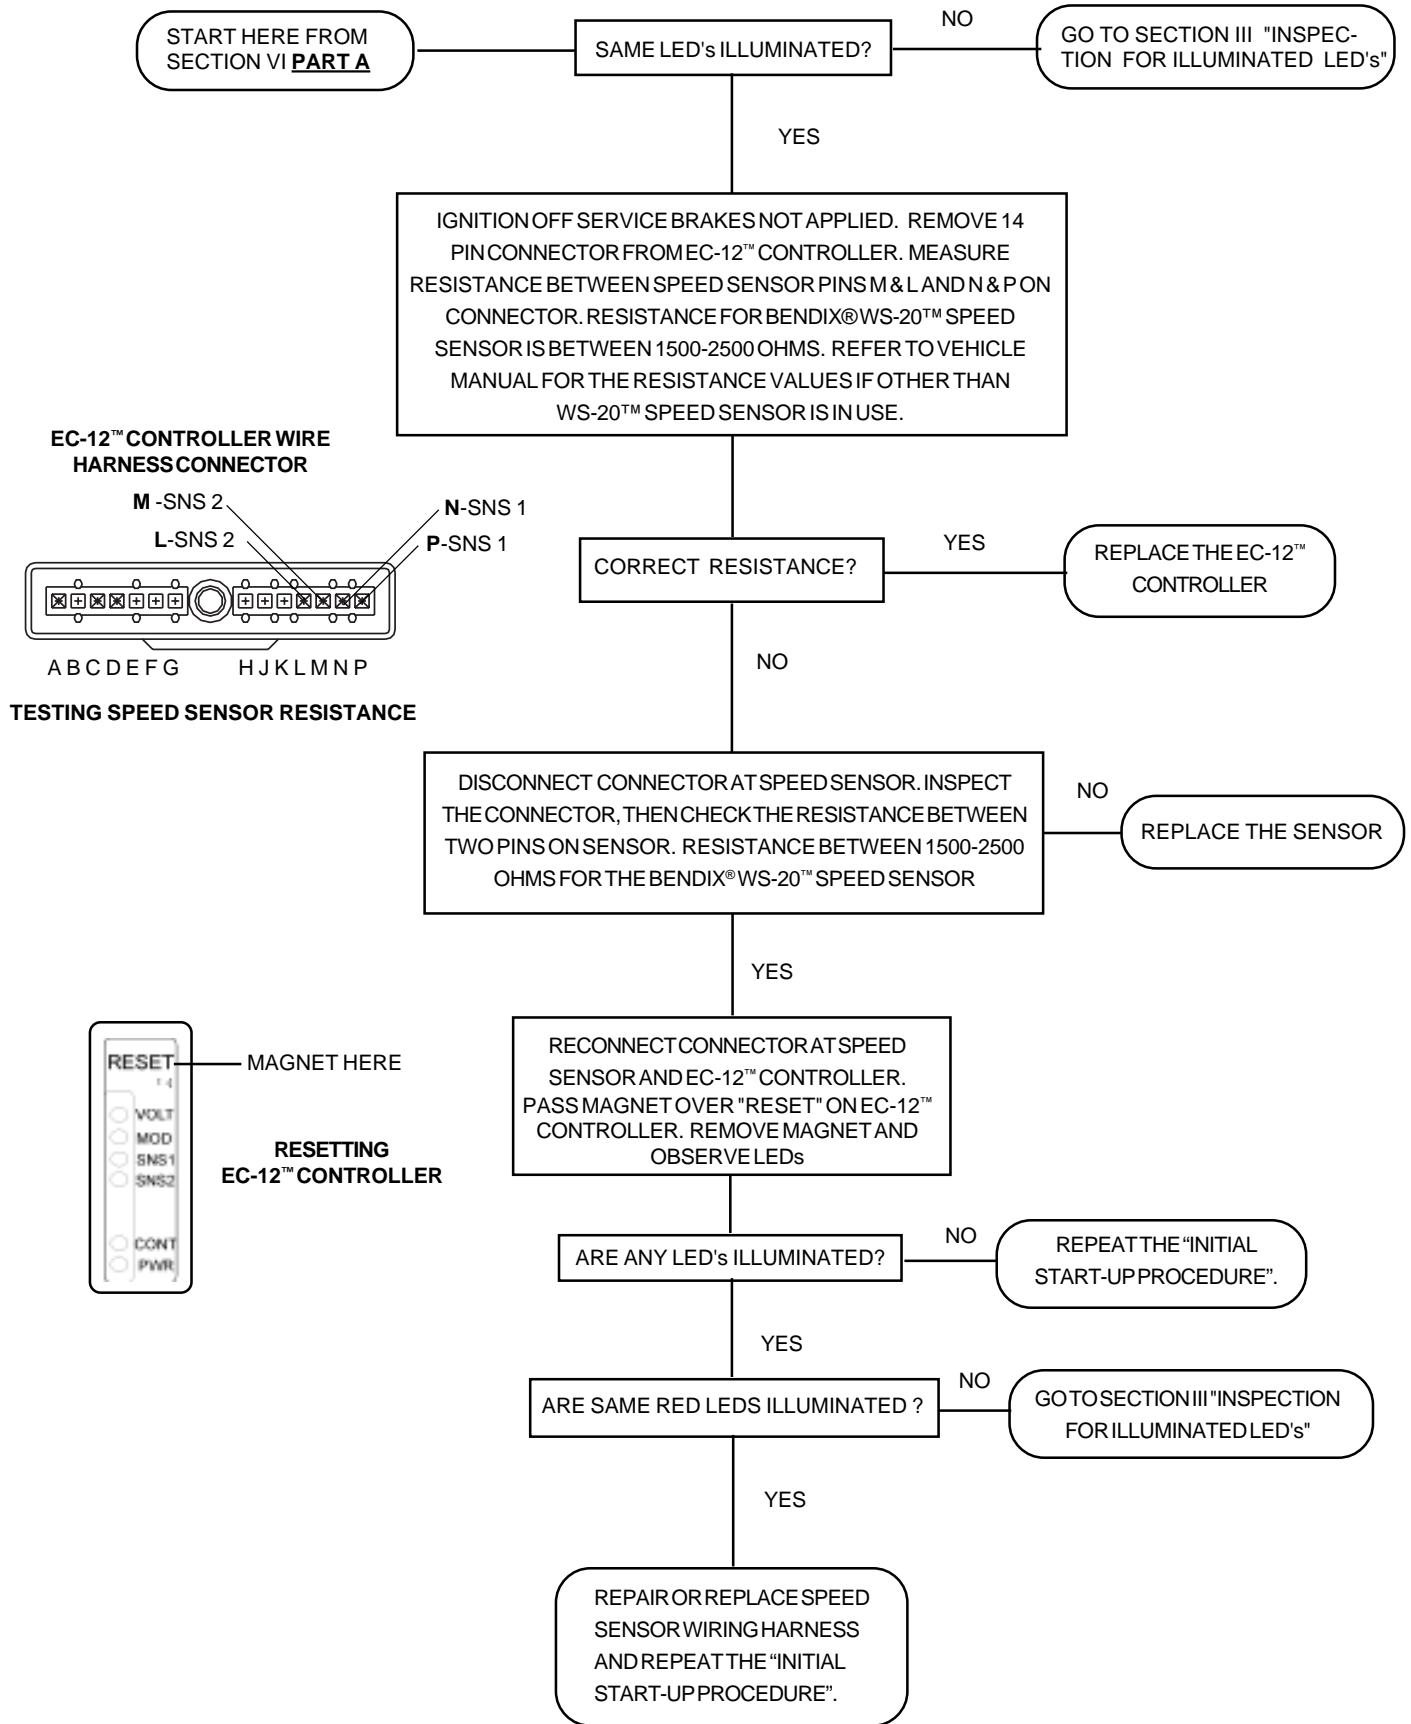 START HERE FROM
SECTION VI PART A
SAME LED's ILLUMINATED?
NO
GO TO SECTION III "INSPEC-
TION FOR ILLUMINATED LED's"
YES
IGNITION OFF SERVICE BRAKES NOT APPLIED. REMOVE 14
PIN CONNECTOR FROM EC-12™ CONTROLLER. MEASURE
RESISTANCE BETWEEN SPEED SENSOR PINS M & L AND N & P ON
CONNECTOR. RESISTANCE FOR BENDIX® WS-20™ SPEED
SENSOR IS BETWEEN 1500-2500 OHMS. REFER TO VEHICLE
MANUAL FOR THE RESISTANCE VALUES IF OTHER THAN
WS-20™ SPEED SENSOR IS IN USE.
EC-12™ CONTROLLER WIRE
HARNESS CONNECTOR
M -SNS 2
N-SNS 1
L-SNS 2
P-SNS 1
A B C D E F G H J K L M N P
TESTING SPEED SENSOR RESISTANCE
CORRECT RESISTANCE?
YES
REPLACE THE EC-12™
CONTROLLER
NO
DISCONNECT CONNECTOR AT SPEED SENSOR. INSPECT
THE CONNECTOR, THEN CHECK THE RESISTANCE BETWEEN
TWO PINS ON SENSOR. RESISTANCE BETWEEN 1500-2500
OHMS FOR THE BENDIX® WS-20™ SPEED SENSOR
NO
REPLACE THE SENSOR
YES
RECONNECT CONNECTOR AT SPEED
SENSOR AND EC-12™ CONTROLLER.
PASS MAGNET OVER "RESET" ON EC-12™
CONTROLLER. REMOVE MAGNET AND
OBSERVE LEDs
RESET
MAGNET HERE
VOLT
MOD
SNS1
SNS2
CONT
PWR
RESETTING
EC-12™ CONTROLLER
ARE ANY LED's ILLUMINATED?
NO
REPEAT THE “INITIAL
START-UP PROCEDURE”.
YES
ARE SAME RED LEDS ILLUMINATED ?
NO
GO TO SECTION III "INSPECTION
FOR ILLUMINATED LED's"
YES
REPAIR OR REPLACE SPEED
SENSOR WIRING HARNESS
AND REPEAT THE “INITIAL
START-UP PROCEDURE”.